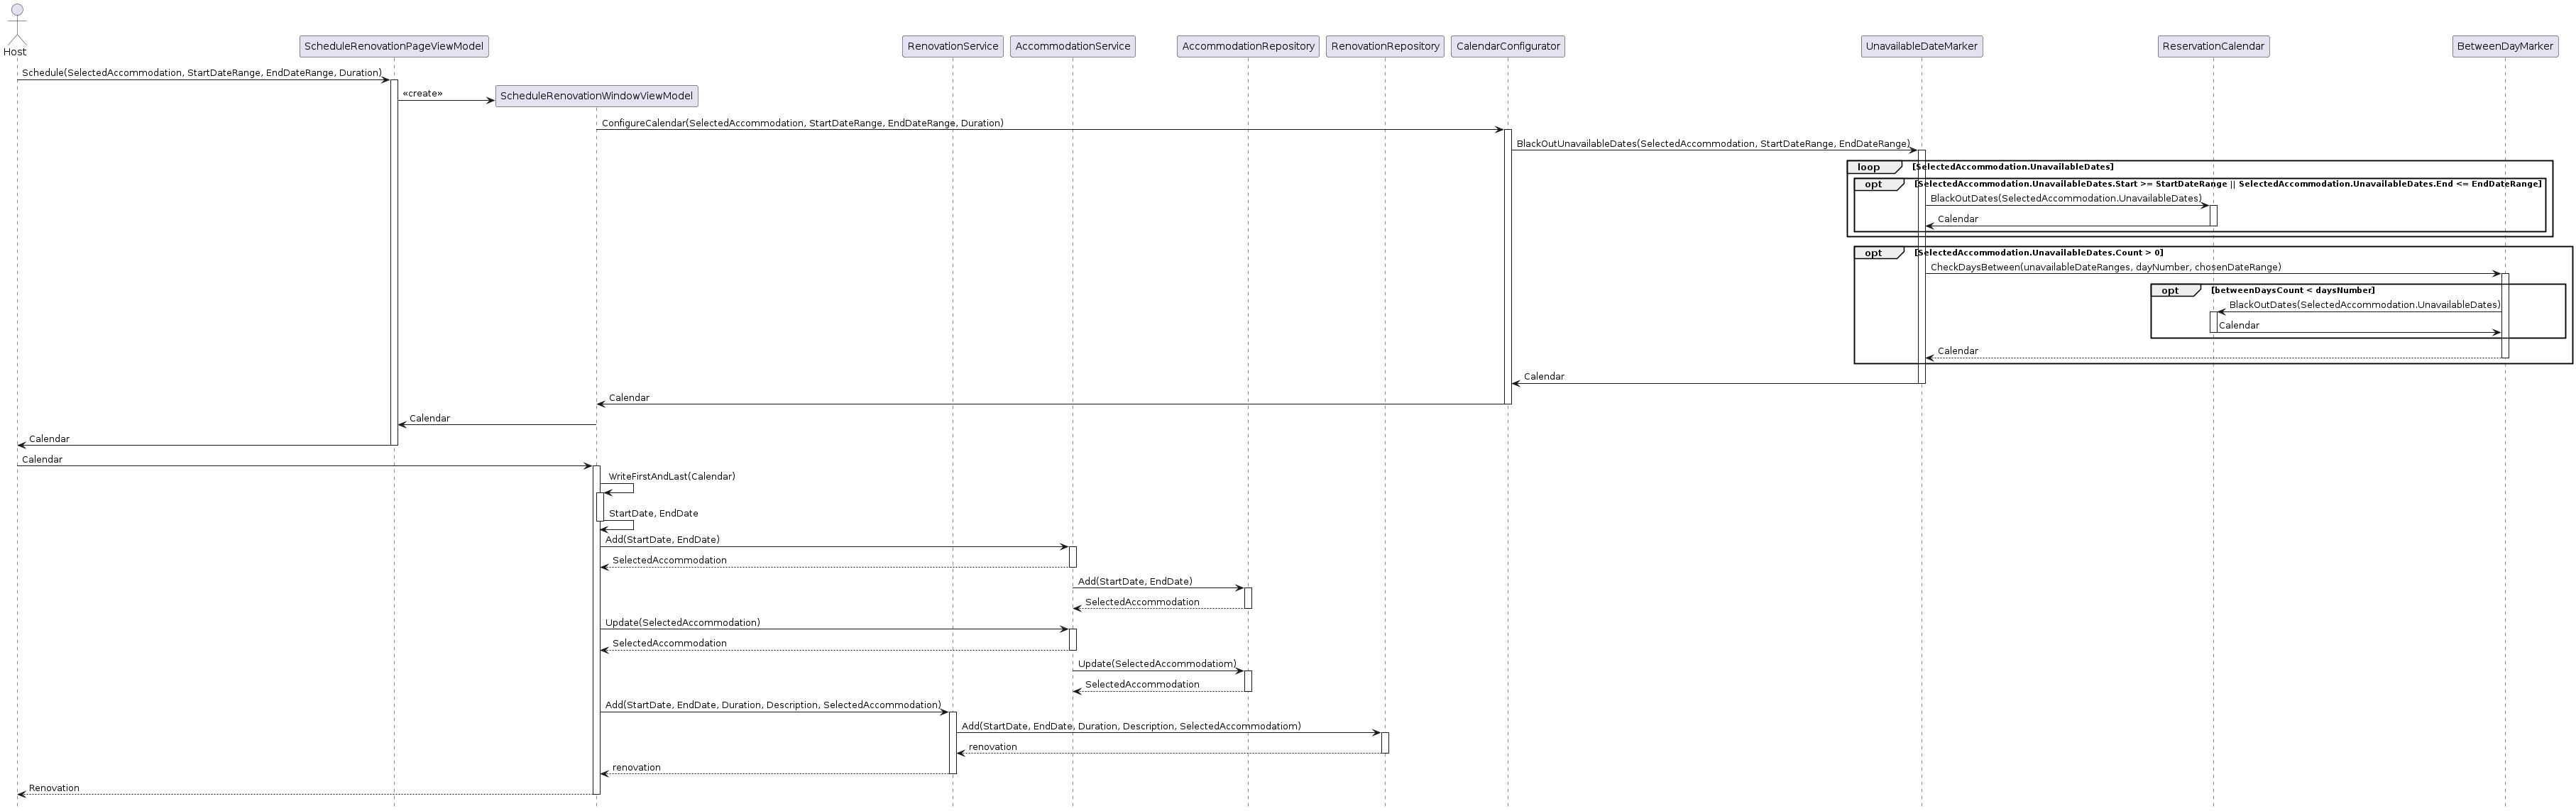 Host
ScheduleRenovationPageViewModel
RenovationService
AccommodationService
AccommodationRepository
RenovationRepository
CalendarConfigurator
UnavailableDateMarker
ReservationCalendar
BetweenDayMarker
Schedule(SelectedAccommodation, StartDateRange, EndDateRange, Duration)
«create»
ScheduleRenovationWindowViewModel
ConfigureCalendar(SelectedAccommodation, StartDateRange, EndDateRange, Duration)
BlackOutUnavailableDates(SelectedAccommodation, StartDateRange, EndDateRange)
loop [SelectedAccommodation.UnavailableDates]
opt [SelectedAccommodation.UnavailableDates.Start >= StartDateRange || SelectedAccommodation.UnavailableDates.End <= EndDateRange]
BlackOutDates(SelectedAccommodation.UnavailableDates)
Calendar
opt [SelectedAccommodation.UnavailableDates.Count > 0]
CheckDaysBetween(unavailableDateRanges, dayNumber, chosenDateRange)
opt [betweenDaysCount < daysNumber]
BlackOutDates(SelectedAccommodation.UnavailableDates)
Calendar
Calendar
Calendar
Calendar
Calendar
Calendar
Calendar
WriteFirstAndLast(Calendar)
StartDate, EndDate
Add(StartDate, EndDate)
SelectedAccommodation
Add(StartDate, EndDate)
SelectedAccommodation
Update(SelectedAccommodation)
SelectedAccommodation
Update(SelectedAccommodatiom)
SelectedAccommodation
Add(StartDate, EndDate, Duration, Description, SelectedAccommodation)
Add(StartDate, EndDate, Duration, Description, SelectedAccommodatiom)
renovation
renovation
Renovation